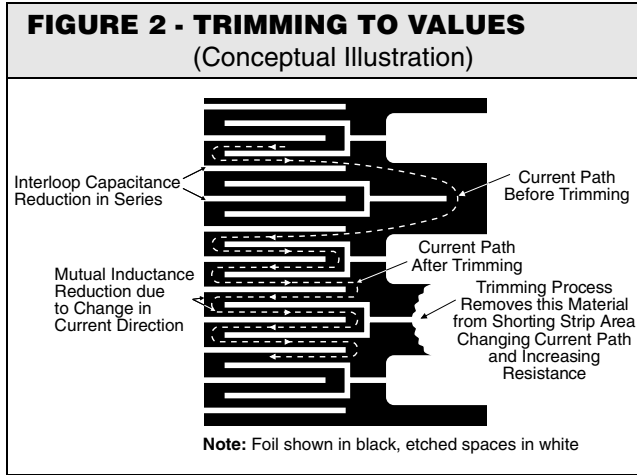 FIGURE 2 - TRIMMING TO VALUES
(Conceptual Illustration)
Interloop Capacitance
Reduction in Series
Current Path
Before Trimming
Mutual Inductance
Reduction due
to Change in
Current Direction
Current Path
After Trimming
Trimming Process
Removes this Material
from Shorting Strip Area
Changing Current Path
and Increasing
Resistance
Note: Foil shown in black, etched spaces in white